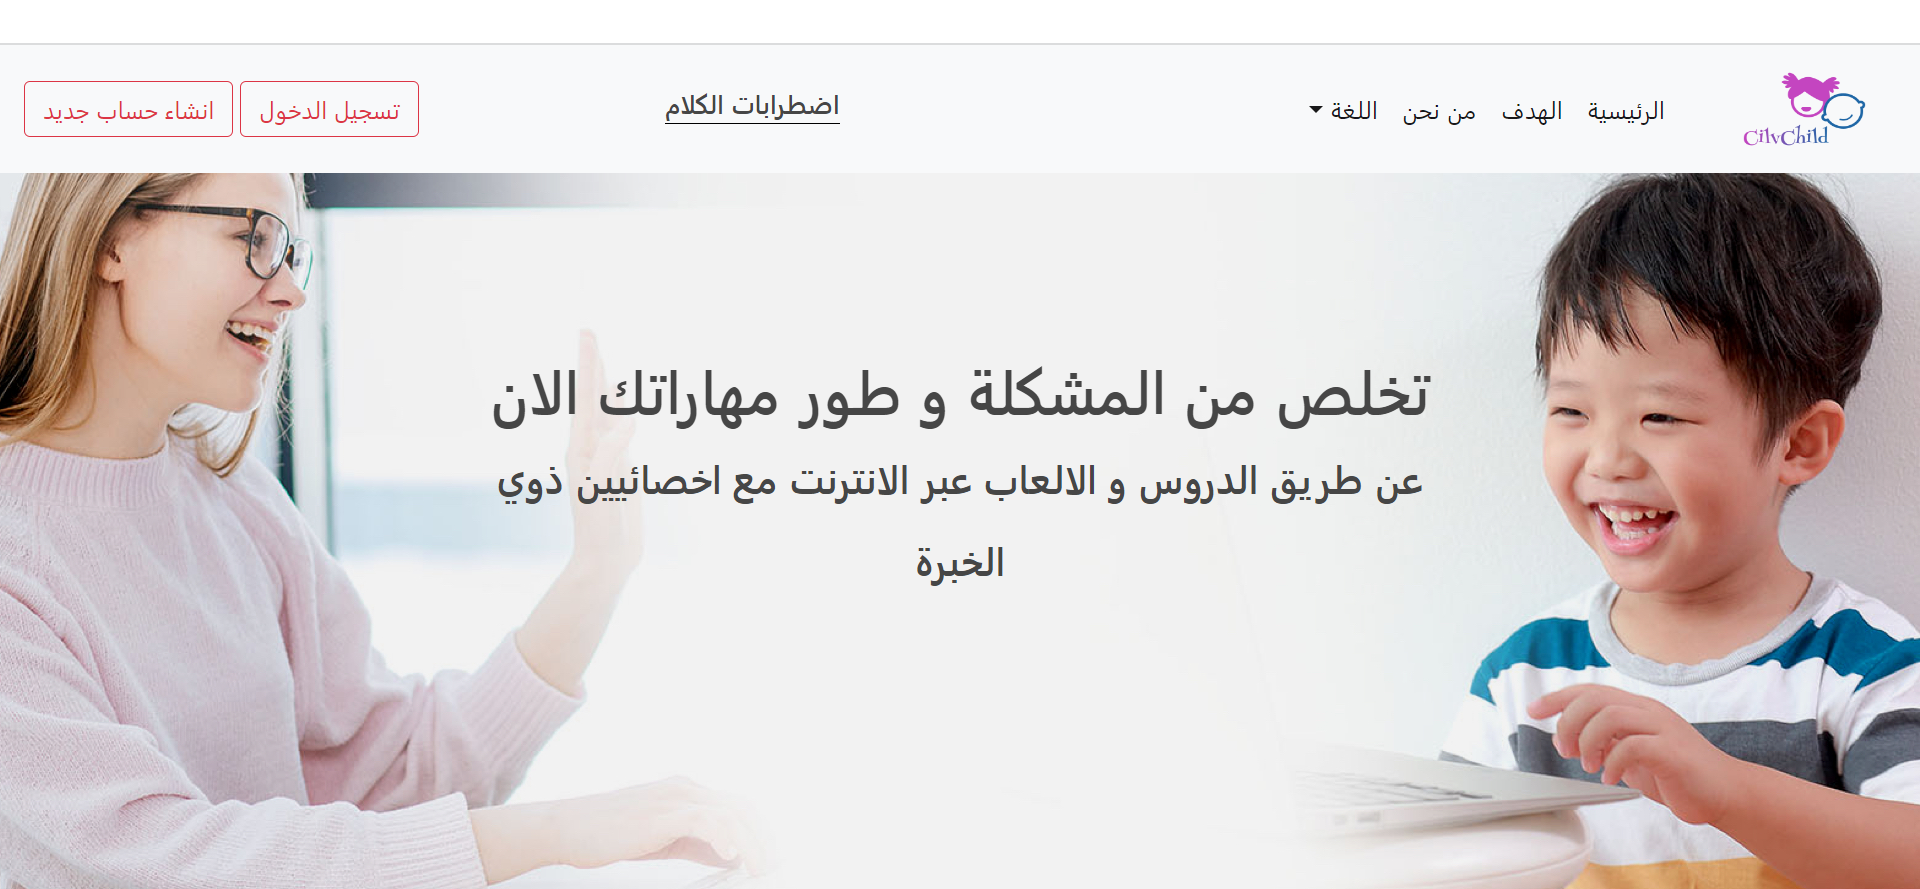 CilvChild
الرئيسية
الهدف
من نحن
اللغة
اضطرابات الكلام
تسجيل الدخول
انشاء حساب جديد
تخلص من المشكلة و طور مهاراتك الان
عن طريق الدروس و الالعاب عبر الانترنت مع اخصائيين ذوي
الخبرة